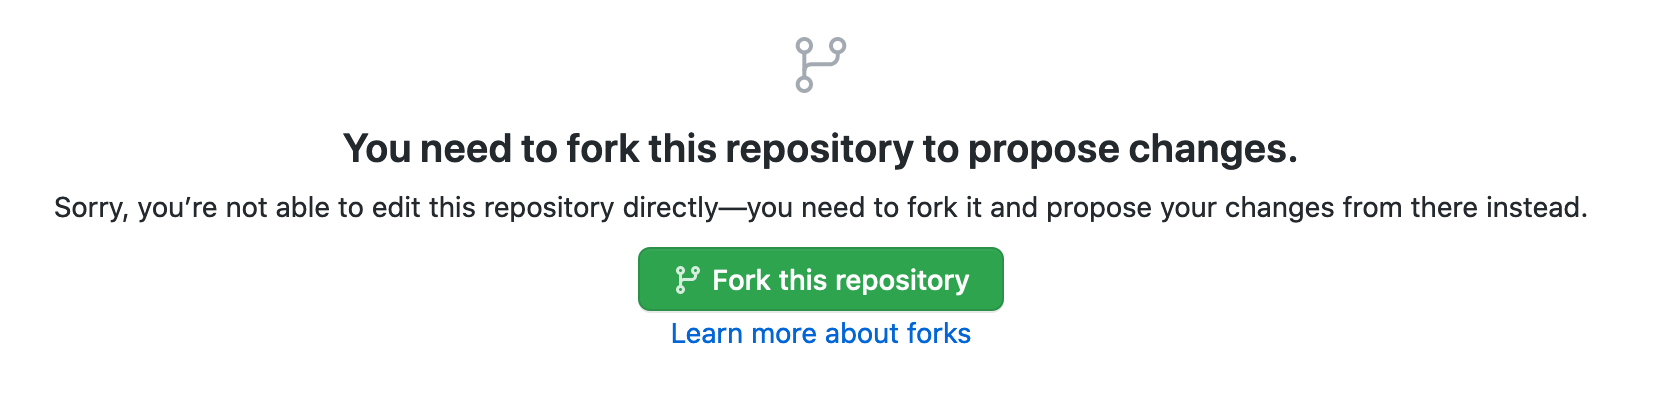 You need to fork this repository to propose changes.
Sorry, you’re not able to edit this repository directly—you need to fork it and propose your changes from there instead.
Fork this repository
Learn more about forks